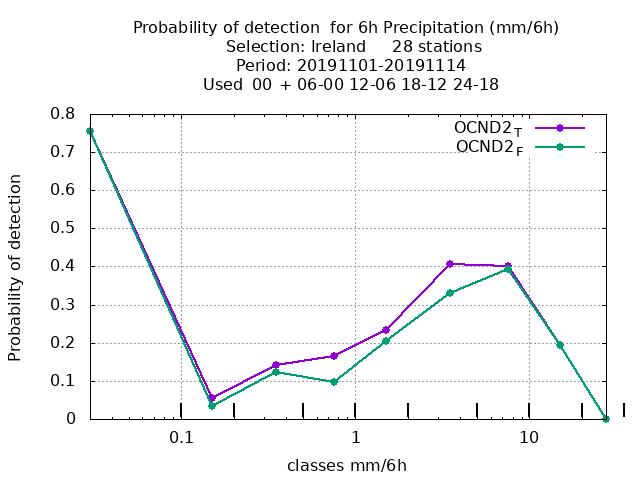 Probability of detection  for 6h Precipitation (mm/6h)
Selection: Ireland     28 stations
Period: 20191101-20191114
Used  00  + 06-00 12-06 18-12 24-18
OCND2T
OCND2F
Probability of detection
0.8
0.7
0.6
0.5
0.4
0.3
0.2
0.1
0
0.1 1 10
classes mm/6h